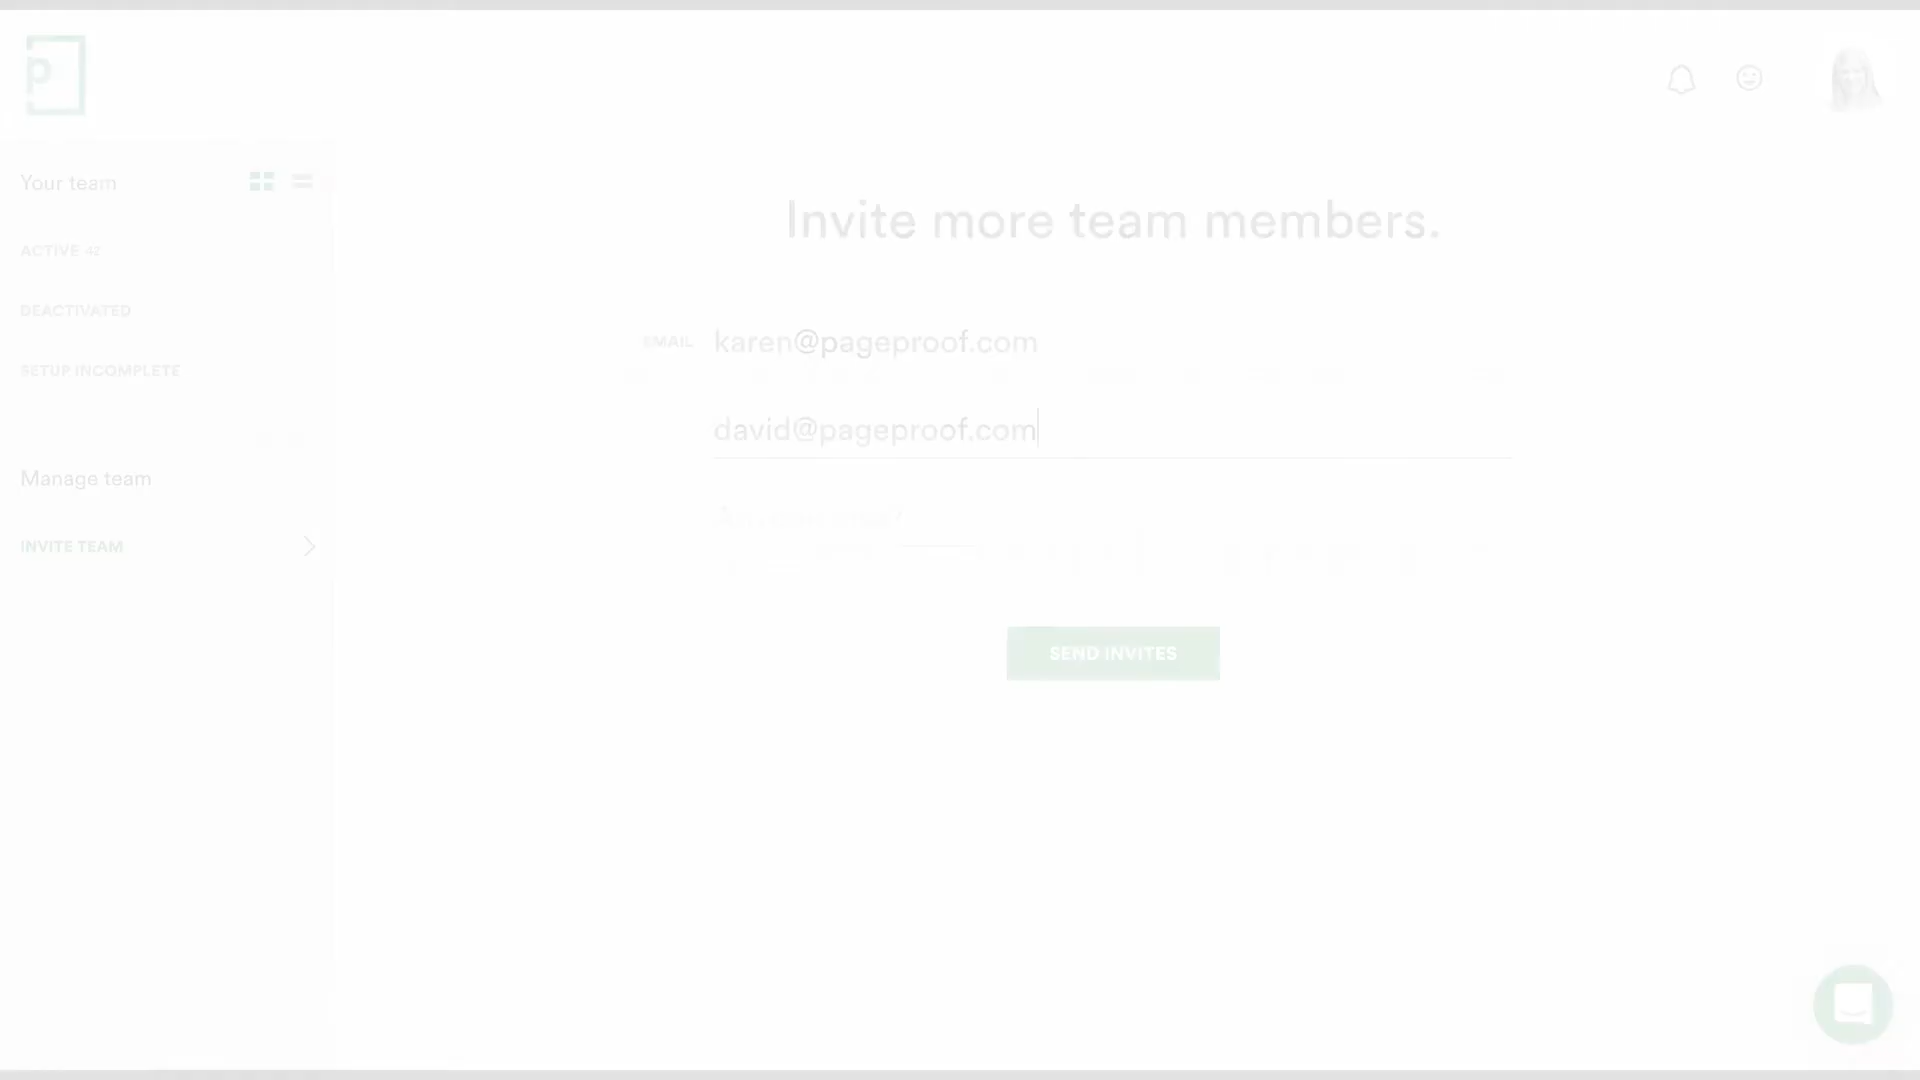 p
Your team
ACTIVE 42
DEACTIVATED
SETUP INCOMPLETE
Manage team
INVITE TEAM
Invite more team members.
EMAIL karen@pageproof.com
david@pageproof.com
SEND INVITES